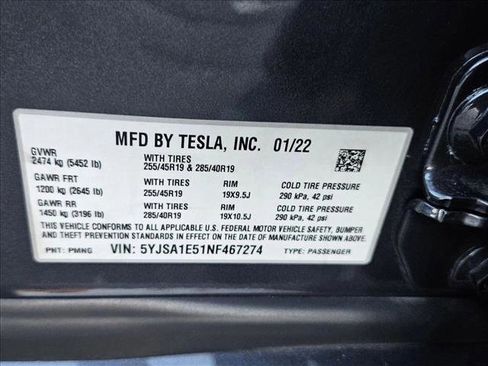 MFD BY TESLA, INC. 01/22
GVWR
2474 kg (5452 lb)
WITH TIRES
255/45R19 & 285/40R19
GAWR FRT
1200 kg (2645 lb)
WITH TIRES
255/45R19
RIM
19X9.5J
COLD TIRE PRESSURE
290 kPa, 42 psi
GAWR RR
1450 kg (3196 lb)
WITH TIRES
285/40R19
RIM
19X10.5J
COLD TIRE PRESSURE
290 kPa, 42 psi
THIS VEHICLE CONFORMS TO ALL APPLICABLE U.S. FEDERAL MOTOR VEHICLE SAFETY, BUMPER
AND THEFT PREVENTION STANDARDS IN EFFECT ON THE DATE OF MANUFACTURE SHOWN ABOVE.
PNT: PMNG VIN: 5YJSA1E51NF467274 TYPE: PASSENGER